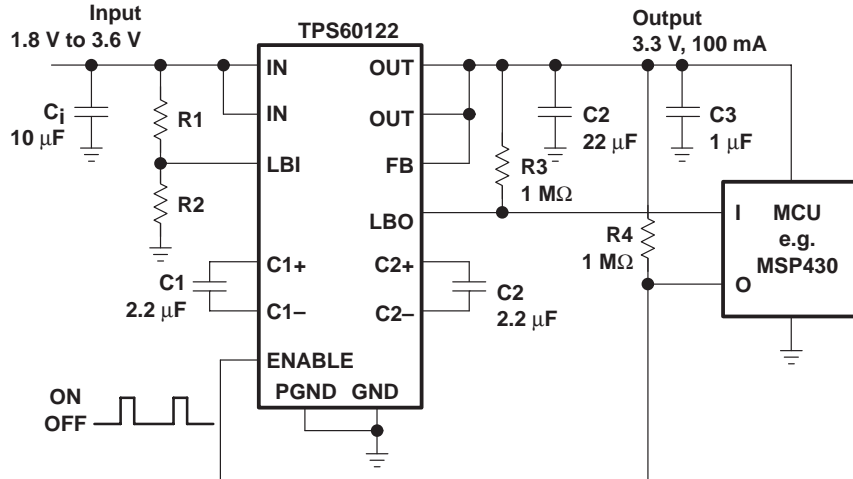 Input
1.8 V to 3.6 V
TPS60122
Output
3.3 V, 100 mA
IN
OUT
Ci
10 μF
R1
IN
OUT
C2
22 μF
C3
1 μF
LBI
FB
R3
1 MΩ
R2
LBO
I
MCU
e.g.
MSP430
R4
1 MΩ
O
C1
2.2 μF
C1+
C2+
C2
2.2 μF
C1–
C2–
ENABLE
ON
OFF
PGND
GND